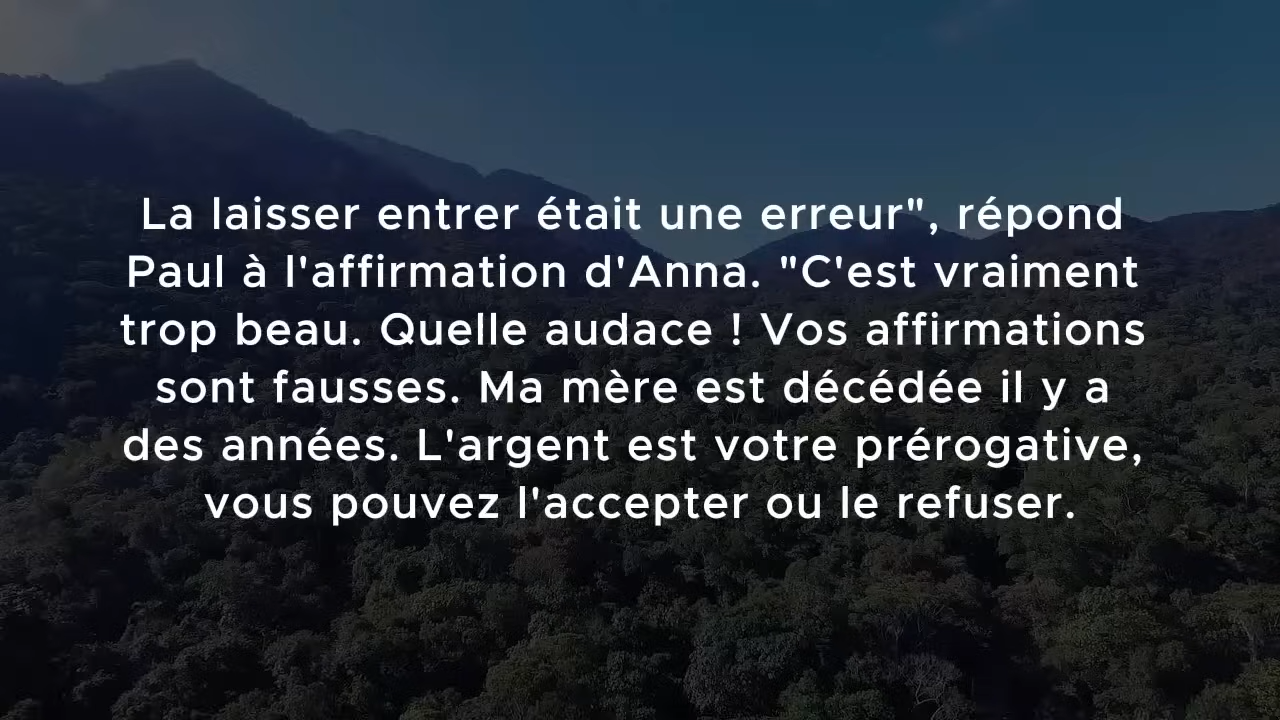 La laisser entrer était une erreur", répond
Paul à l'affirmation d'Anna. "C'est vraiment
trop beau. Quelle audace ! Vos affirmations
sont fausses. Ma mère est décédée il y a
des années. L'argent est votre prérogative,
vous pouvez l'accepter ou le refuser.